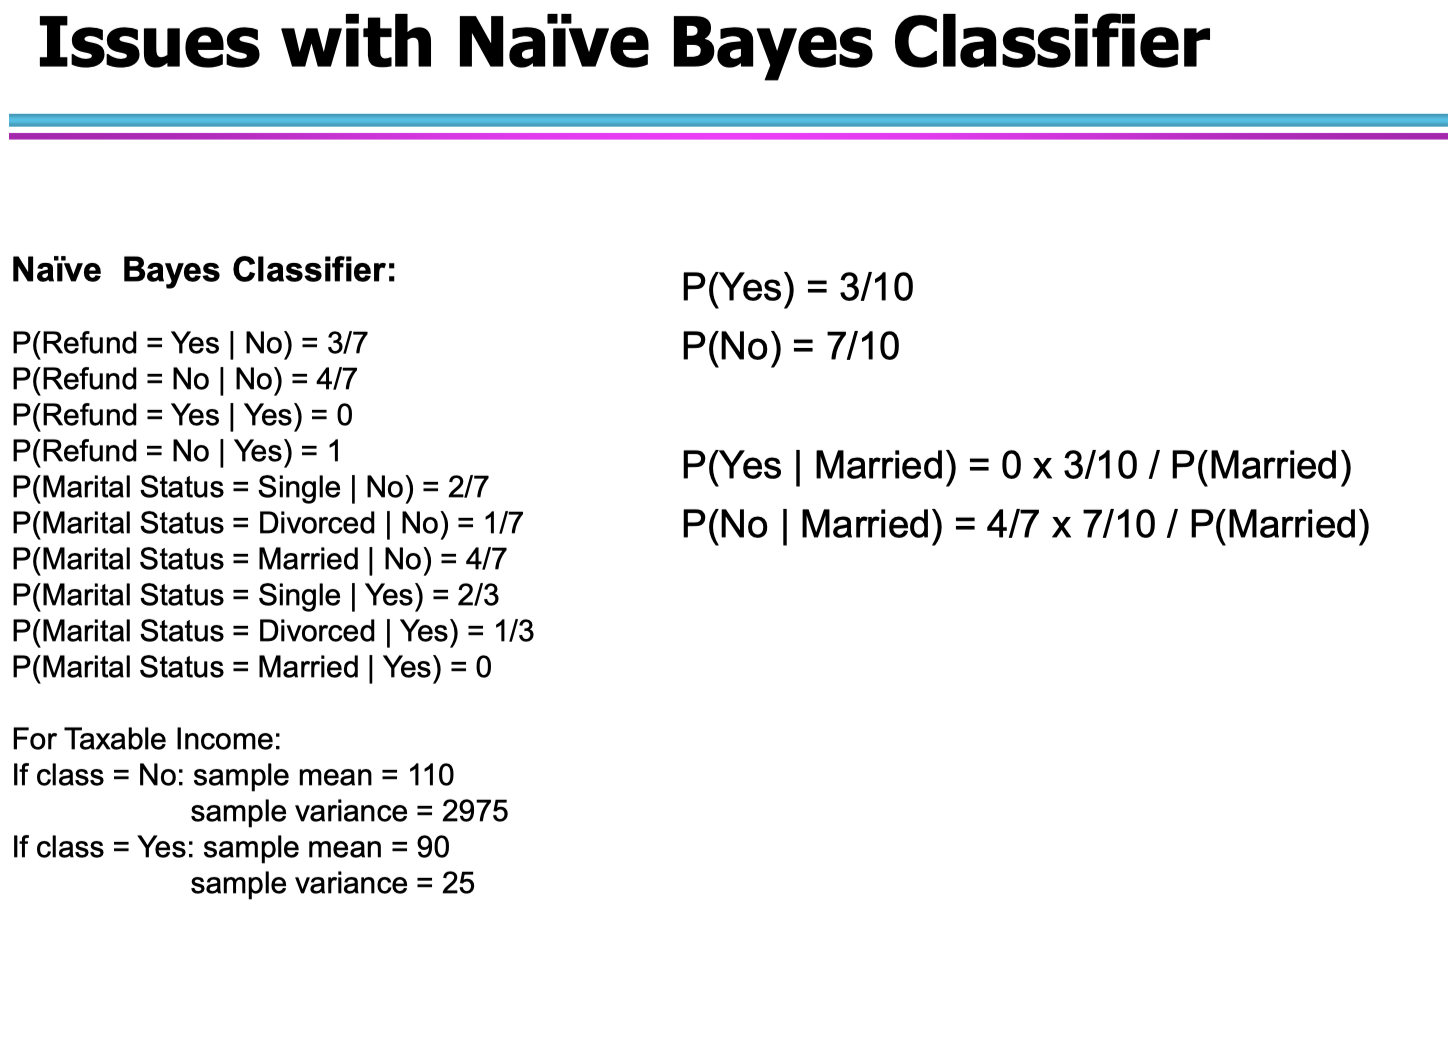 Issues with Naïve Bayes Classifier
Naïve Bayes Classifier:
P(Refund = Yes | No) = 3/7
P(Refund = No | No) = 4/7
P(Refund = Yes | Yes) = 0
P(Refund = No | Yes) = 1
P(Marital Status = Single | No) = 2/7
P(Marital Status = Divorced | No) = 1/7
P(Marital Status = Married | No) = 4/7
P(Marital Status = Single | Yes) = 2/3
P(Marital Status = Divorced | Yes) = 1/3
P(Marital Status = Married | Yes) = 0
For Taxable Income:
If class = No: sample mean = 110
sample variance = 2975
If class = Yes: sample mean = 90
sample variance = 25
P(Yes) = 3/10
P(No) = 7/10
P(Yes | Married) = 0 x 3/10 / P(Married)
P(No | Married) = 4/7 x 7/10 / P(Married)